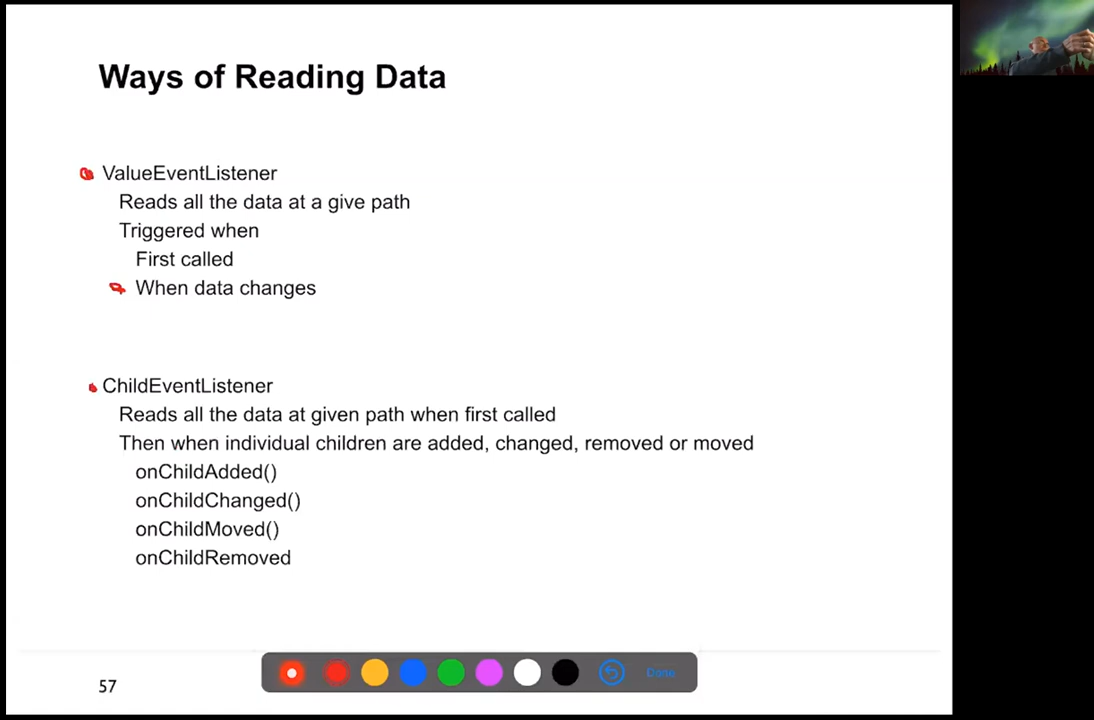 Ways of Reading Data
ValueEventListener
Reads all the data at a give path
Triggered when
First called
When data changes
ChildEventListener
Reads all the data at given path when first called
Then when individual children are added, changed, removed or moved
onChildAdded()
onChildChanged()
onChildMoved()
onChildRemoved
57
Done